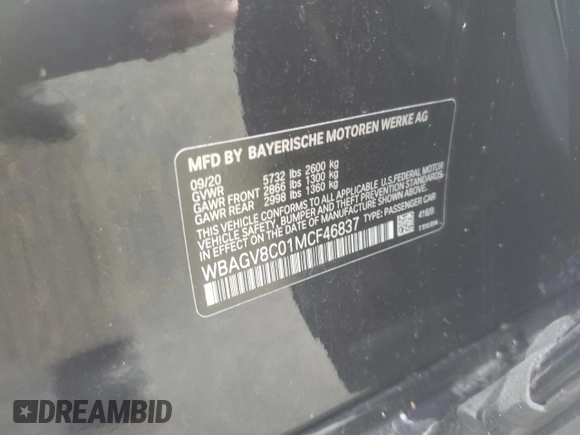 MFD BY BAYERISCHE MOTOREN WERKE AG
09/20
GVWR 5732 lbs 2600 kg
GAWR FRONT 2866 lbs 1300 kg
GAWR REAR 2998 lbs 1360 kg
THIS VEHICLE CONFORMS TO ALL APPLICABLE U.S.FEDERAL MOTOR
VEHICLE SAFETY, BUMPER AND THEFT PREVENTION STANDARDS
IN EFFECT ON THE DATE OF MANUFACTURE SHOWN ABOVE.
WBAGV8C01MCF46837 TYPE: PASSENGER CAR
DREAMBID